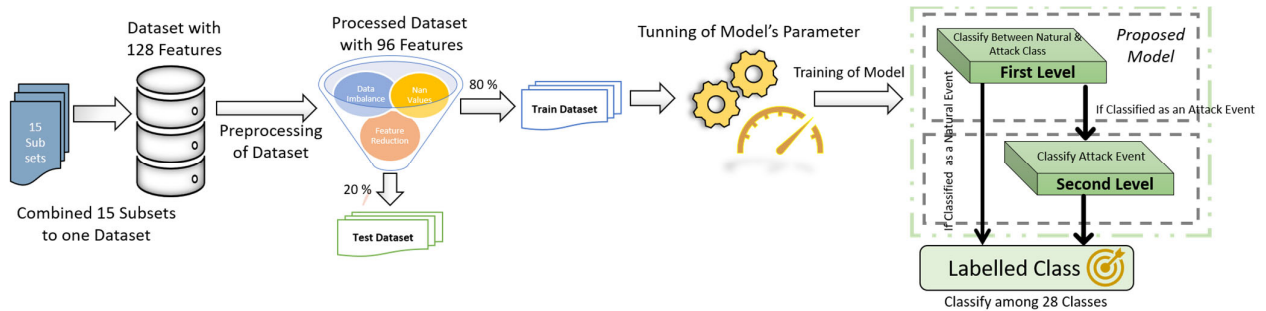 15
Sub
sets
Combined 15 Subsets
to one Dataset
Dataset with
128 Features
Preprocessing
of Dataset
Processed Dataset
with 96 Features
Data
Imbalance
Nan
Values
Feature
Reduction
80 %
20 %
Test Dataset
Train Dataset
Tunning of Model's Parameter
Training of Model
Proposed
Model
Classify Between Natural &
Attack Class
First Level
If Classified as a Natural Event
If Classified as an Attack Event
Classify Attack Event
Second Level
Labelled Class
Classify among 28 Classes